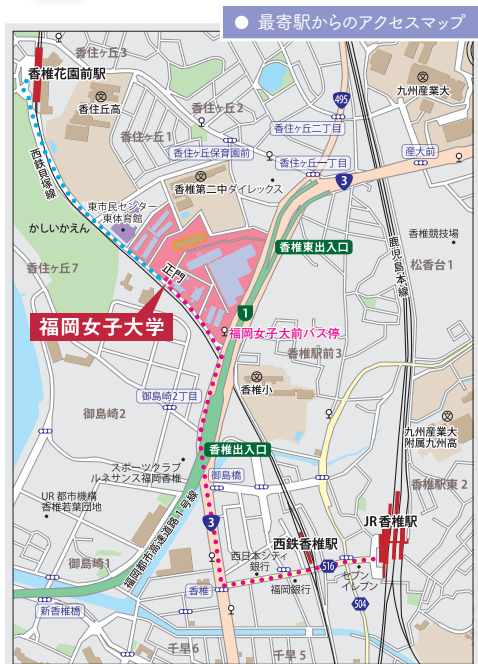 ● 最寄駅からのアクセスマップ
香住ヶ丘3
香椎花園前駅
香住丘高
香住ヶ丘2
九州産業大
495
香住ヶ丘1
香住ヶ丘二丁目
香住ヶ丘保育園前
産大前
西鉄貝塚線
香住ヶ丘一丁目
3
香椎第二中
ダイレックス
東市民センター
東体育館
かしいかえん
香椎競技場
香椎東出入口
鹿児島本線
松香台1
香住ヶ丘7
正門
1
福岡女子大学
福岡女子大前バス停
香椎駅前3
香椎小
御島崎2丁目
御島崎2
九州産業大
附属九州高
香椎出入口
スポーツクラブ
ルネサンス福岡香椎
御島橋
香椎駅東2
UR都市機構
香椎若葉団地
福岡都市高速道路1号線
3
JR香椎駅
西鉄香椎駅
西日本シティ
銀行
516
御島崎1
福岡銀行
セブン
イレブン
香椎
新香椎橋
504
千早6
千早5